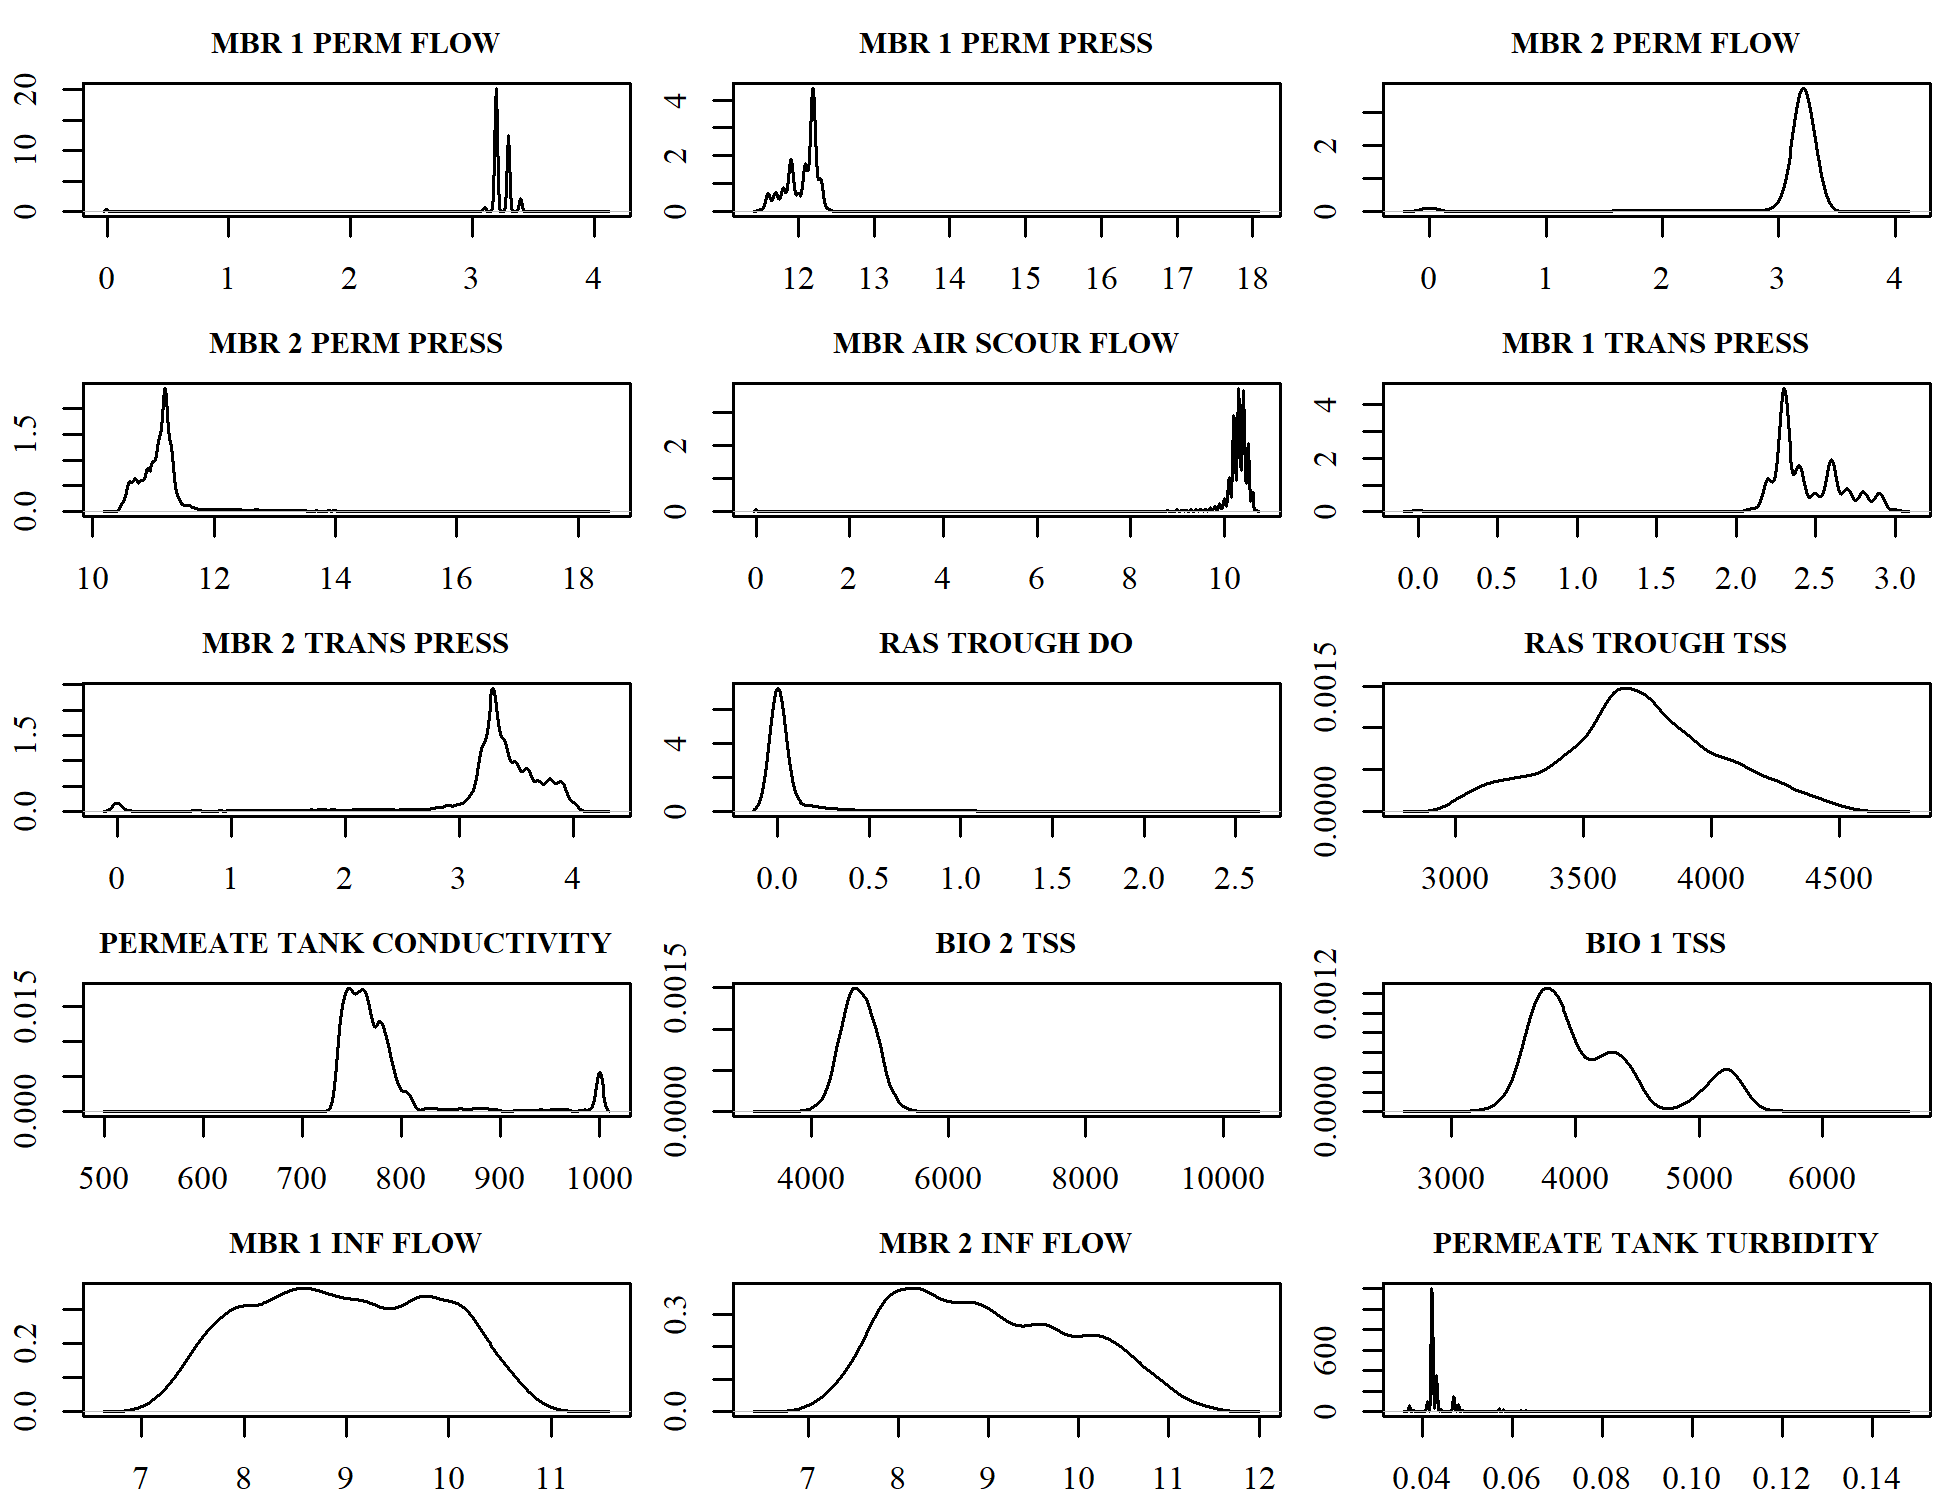 MBR 1 PERM FLOW
0 10 20
0 1 2 3 4
MBR 1 PERM PRESS
0 2 4
12 13 14 15 16 17 18
MBR 2 PERM FLOW
0 2
0 1 2 3 4
MBR 2 PERM PRESS
0.0 1.5
10 12 14 16 18
MBR AIR SCOUR FLOW
0 2
0 2 4 6 8 10
MBR 1 TRANS PRESS
0 2 4
0.0 0.5 1.0 1.5 2.0 2.5 3.0
MBR 2 TRANS PRESS
0.0 1.5
0 1 2 3 4
RAS TROUGH DO
0 4
0.0 0.5 1.0 1.5 2.0 2.5
RAS TROUGH TSS
0.0000 0.0015
3000 3500 4000 4500
PERMEATE TANK CONDUCTIVITY
0.000 0.015
500 600 700 800 900 1000
BIO 2 TSS
0.0000 0.0015
4000 6000 8000 10000
BIO 1 TSS
0.0000 0.0012
3000 4000 5000 6000
MBR 1 INF FLOW
0.0 0.2
7 8 9 10 11
MBR 2 INF FLOW
0.0 0.3
7 8 9 10 11 12
PERMEATE TANK TURBIDITY
0 600
0.04 0.06 0.08 0.10 0.12 0.14